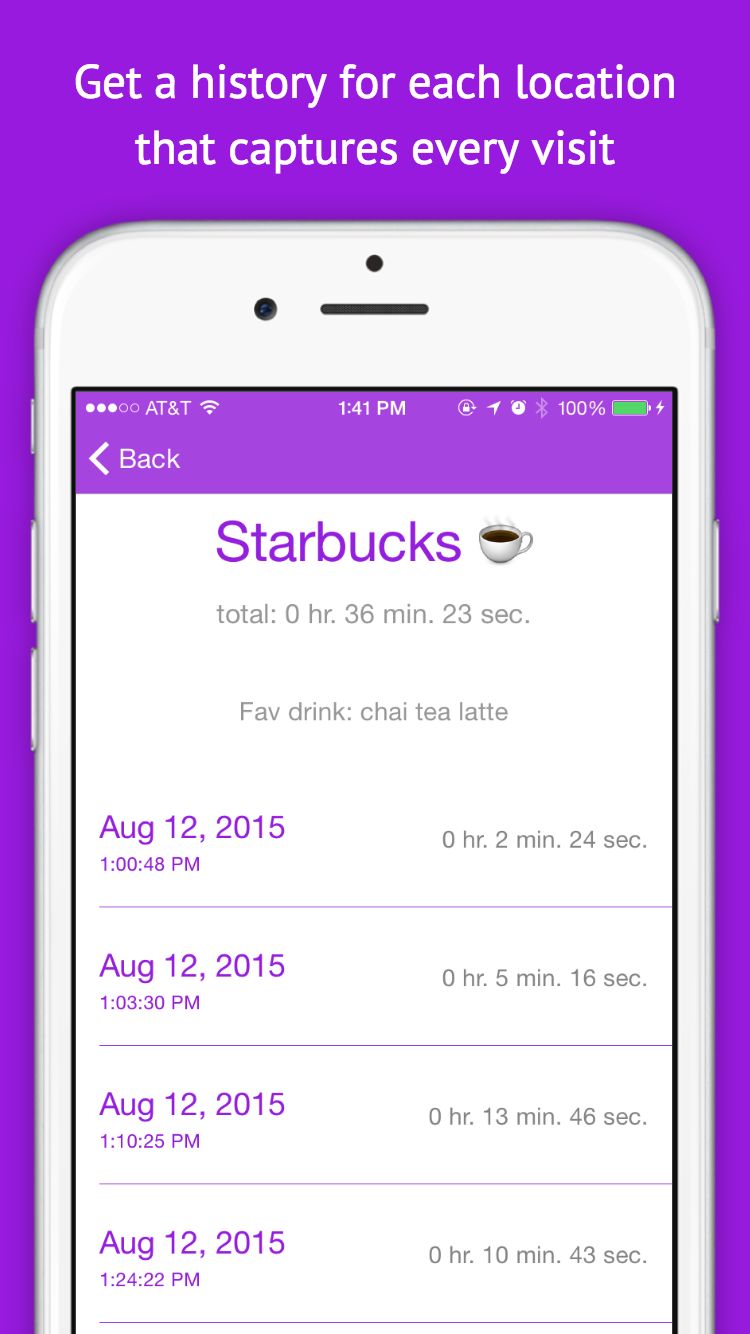 Get a history for each location
that captures every visit
AT&T 1:41 PM 100%
Back
Starbucks
total: 0 hr. 36 min. 23 sec.
Fav drink: chai tea latte
Aug 12, 2015
0 hr. 2 min. 24 sec.
1:00:48 PM
Aug 12, 2015
0 hr. 5 min. 16 sec.
1:03:30 PM
Aug 12, 2015
0 hr. 13 min. 46 sec.
1:10:25 PM
Aug 12, 2015
0 hr. 10 min. 43 sec.
1:24:22 PM